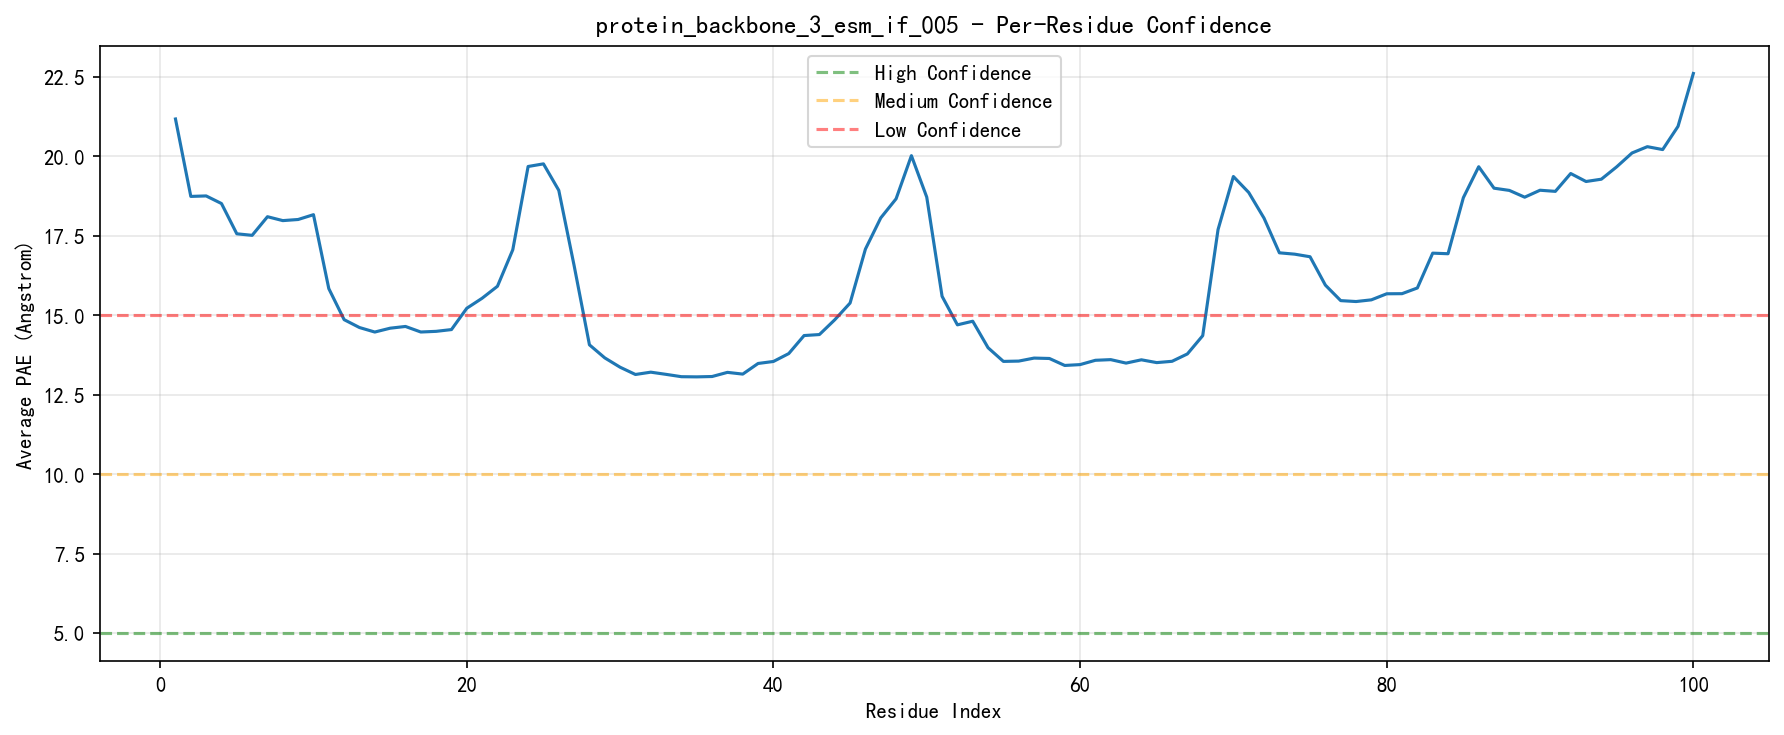 protein_backbone_3_esm_if_005 - Per-Residue Confidence
High Confidence
Medium Confidence
Low Confidence
Average PAE (Angstrom)
22.5
20.0
17.5
15.0
12.5
10.0
7.5
5.0
0 20 40 60 80 100
Residue Index